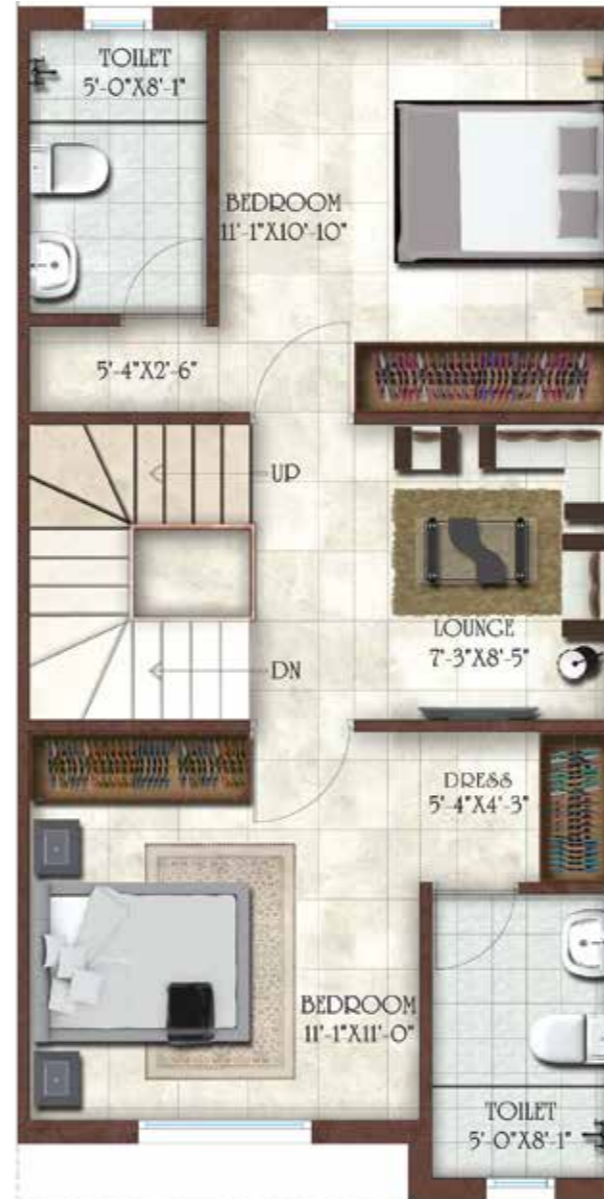 TOILET
5'-0"X8'-1"
BEDROOM
11'-1"X10'-10"
5'-4"X2'-6"
UP
LOUNGE
7'-3"X8'-5"
DN
DRESS
5'-4"X4'-3"
BEDROOM
11'-1"X11'-0"
TOILET
5'-0"X8'-1"